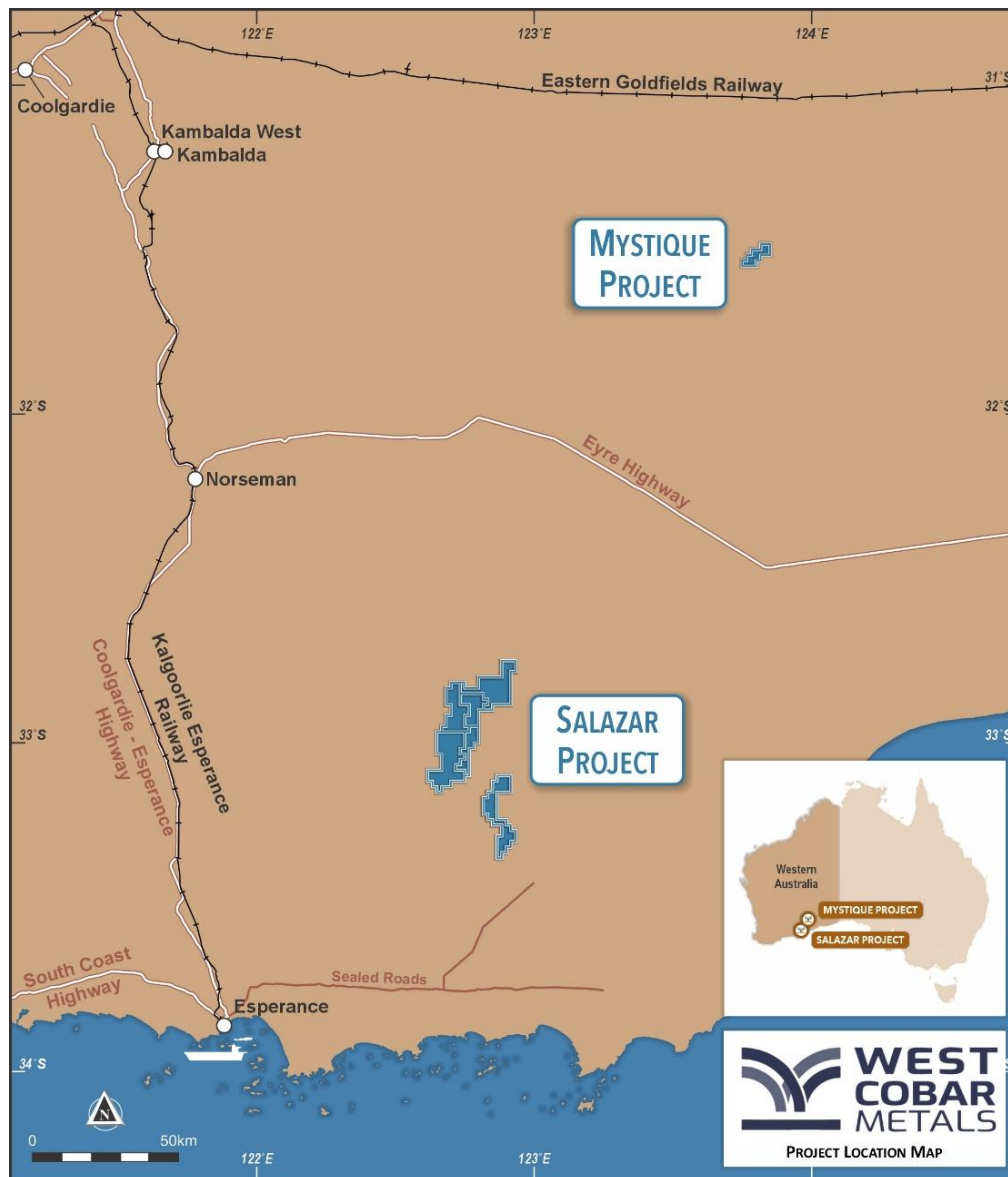 122°E
123°E
124°E
Eastern Goldfields Railway
31°S
Coolgardie
Kambalda West
Kambalda
MYSTIQUE
PROJECT
32°S
32°S
Norseman
Eyre Highway
Coolgardie - Esperance
Highway
Kalgoorlie Esperance
Railway
SALAZAR
PROJECT
33°S
33°S
Western
Australia
MYSTIQUE PROJECT
SALAZAR PROJECT
South Coast
Highway
Sealed Roads
Esperance
34°S
N
0
50km
122°E
123°E
WEST
COBAR
METALS
PROJECT LOCATION MAP